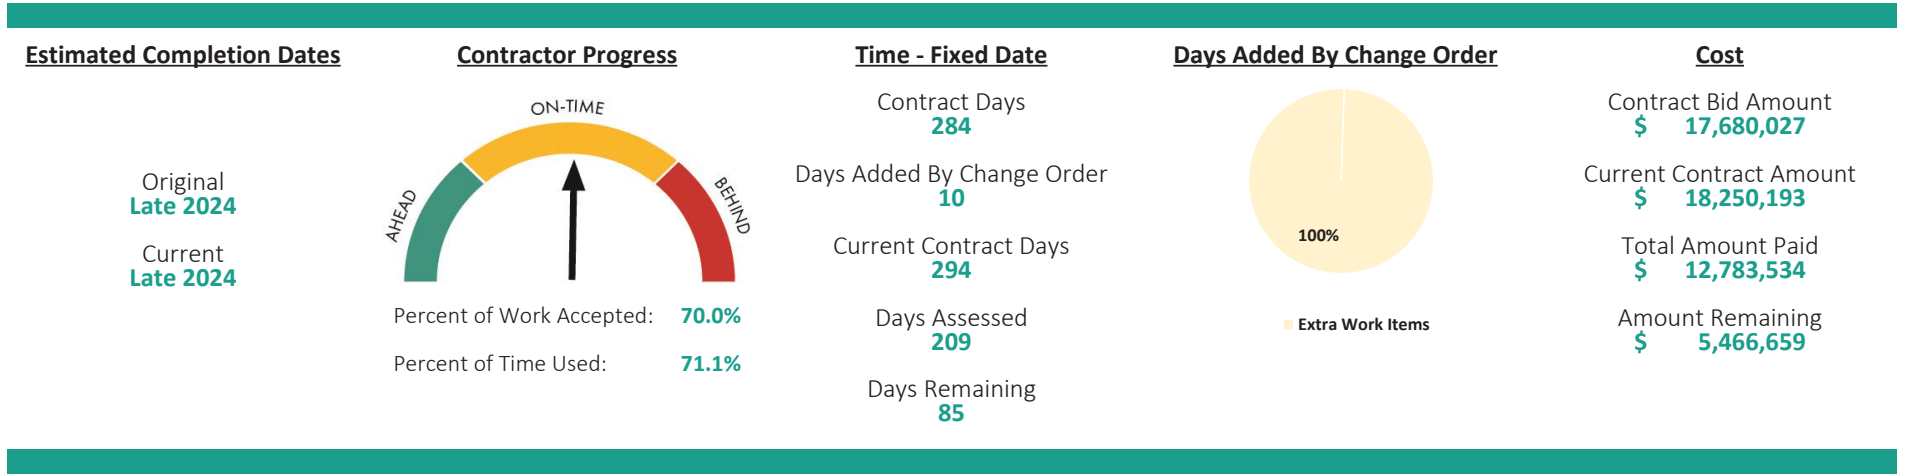 Estimated Completion Dates
Original
Late 2024
Current
Late 2024
Contractor Progress
ON-TIME
AHEAD
BEHIND
Percent of Work Accepted: 70.0%
Percent of Time Used: 71.1%
Time - Fixed Date
Contract Days
284
Days Added By Change Order
10
Current Contract Days
294
Days Assessed
209
Days Remaining
85
Days Added By Change Order
100%
Extra Work Items
Cost
Contract Bid Amount
$ 17,680,027
Current Contract Amount
$ 18,250,193
Total Amount Paid
$ 12,783,534
Amount Remaining
$ 5,466,659